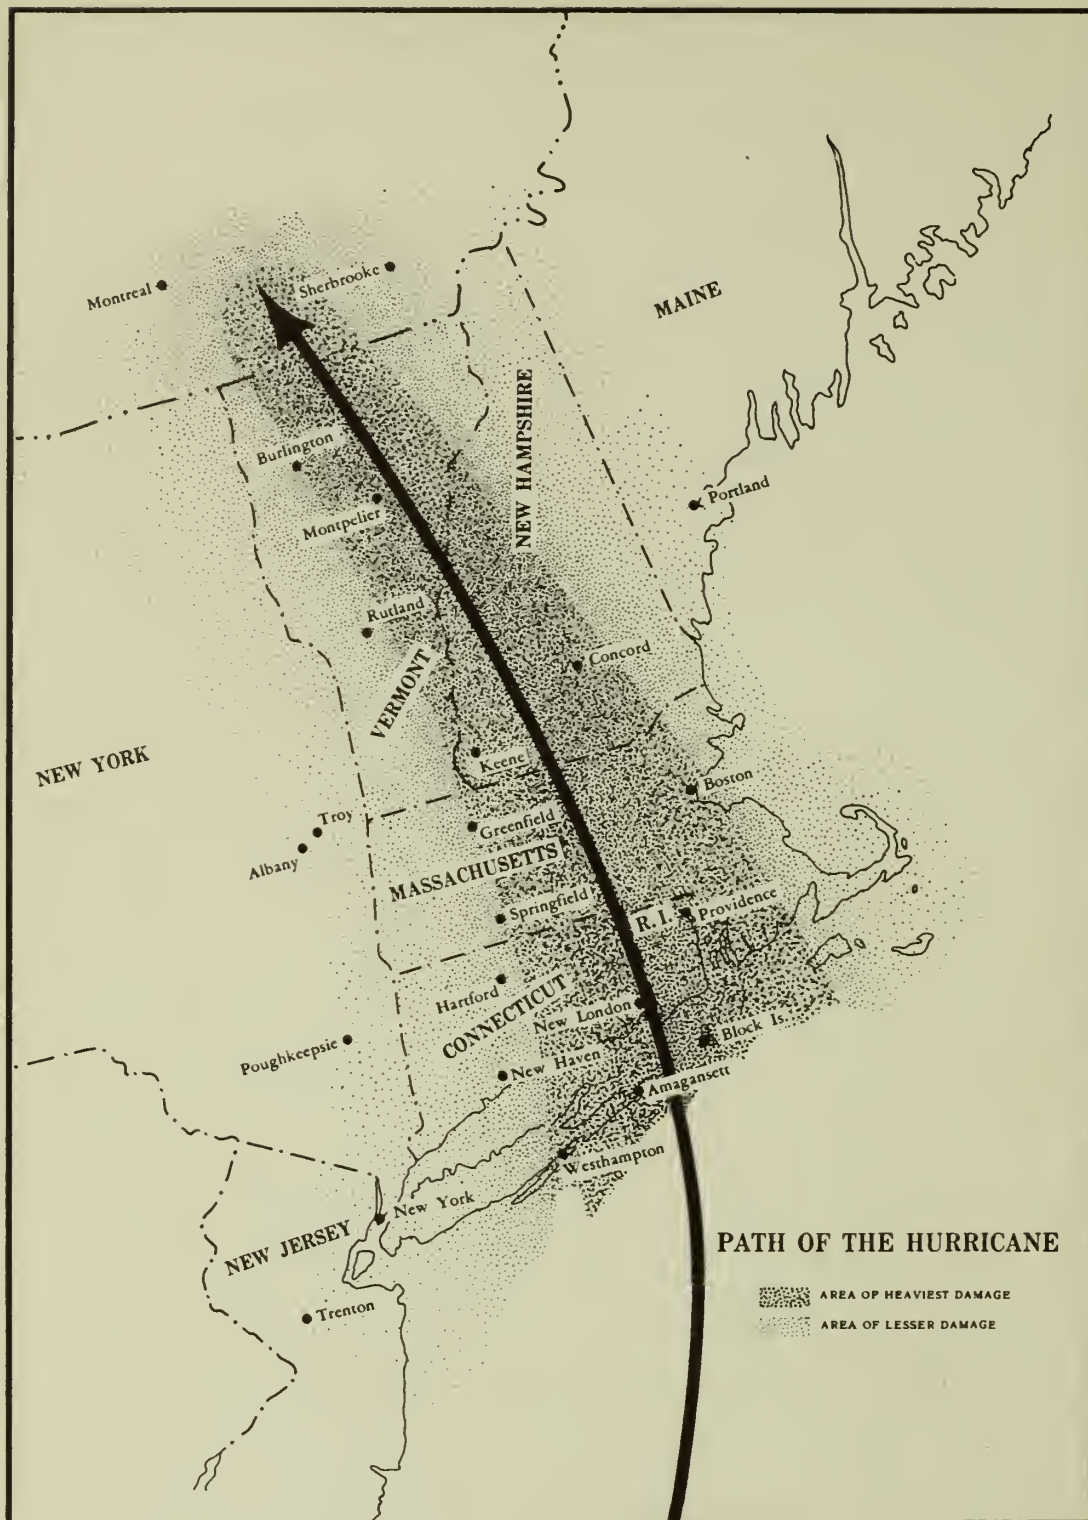 Montreal
Sherbrooke
MAINE
NEW HAMPSHIRE
Burlington
Portland
Montpelier
Rutland
Concord
VERMONT
NEW YORK
Keene
Boston
Troy
Greenfield
Albany
MASSACHUSETTS
Springfield
Providence
R. I.
Hartford
CONNECTICUT
New London
Block Is.
Poughkeepsie
New Haven
Amagansett
Westhampton
New York
NEW JERSEY
PATH OF THE HURRICANE
AREA OF HEAVIEST DAMAGE
Trenton
AREA OF LESSER DAMAGE